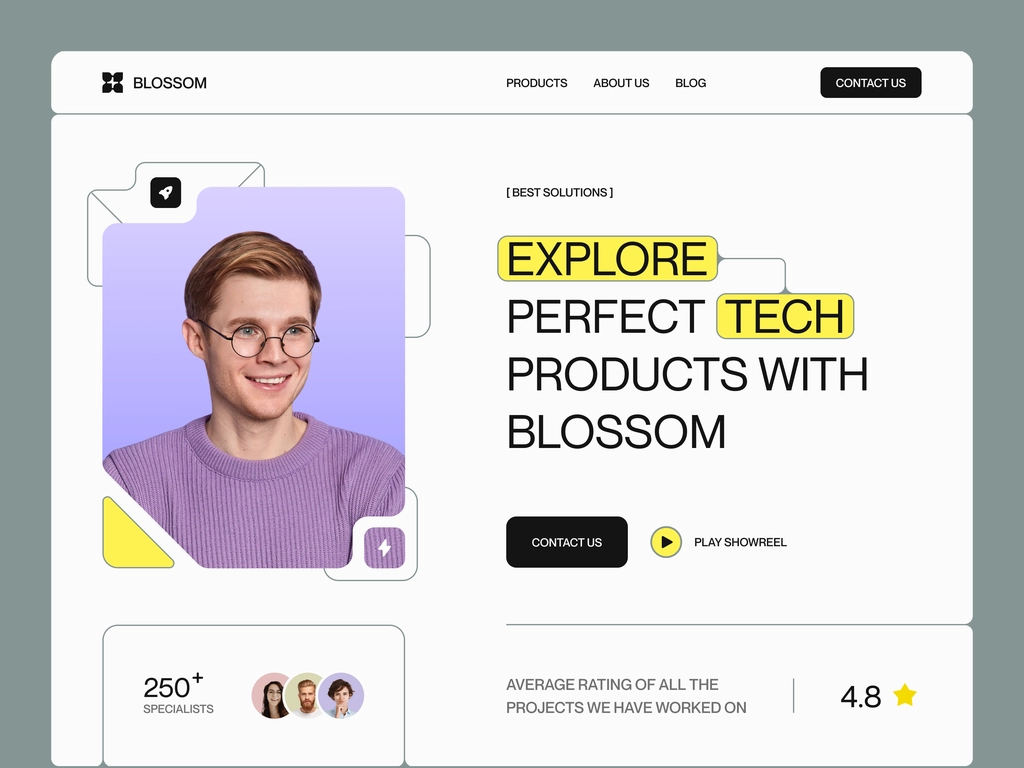 BLOSSOM
PRODUCTS
ABOUT US
BLOG
CONTACT US
[ BEST SOLUTIONS ]
EXPLORE
PERFECT TECH
PRODUCTS WITH
BLOSSOM
CONTACT US
PLAY SHOWREEL
250+
SPECIALISTS
AVERAGE RATING OF ALL THE
PROJECTS WE HAVE WORKED ON
4.8